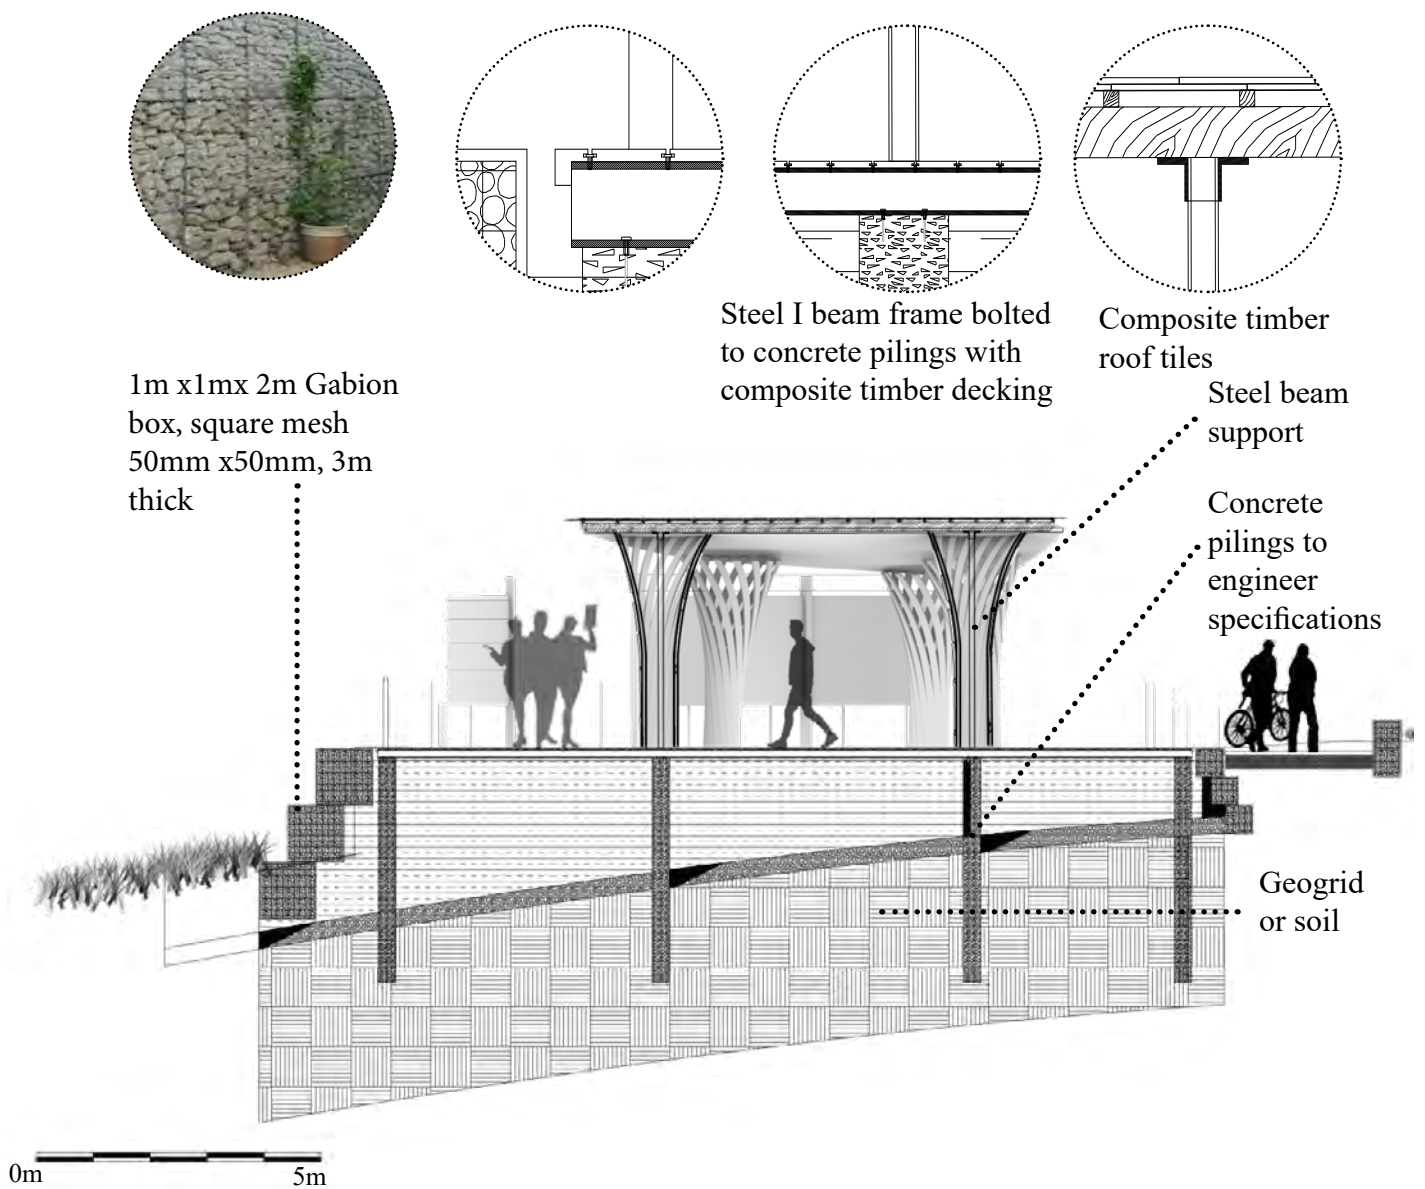 Steel I beam frame bolted
to concrete pilings with
composite timber decking
Composite timber
roof tiles
1m x1mx 2m Gabion
box, square mesh
50mm x50mm, 3m
thick
Steel beam
support
Concrete
pilings to
engineer
specifications
Geogrid
or soil
0m
5m